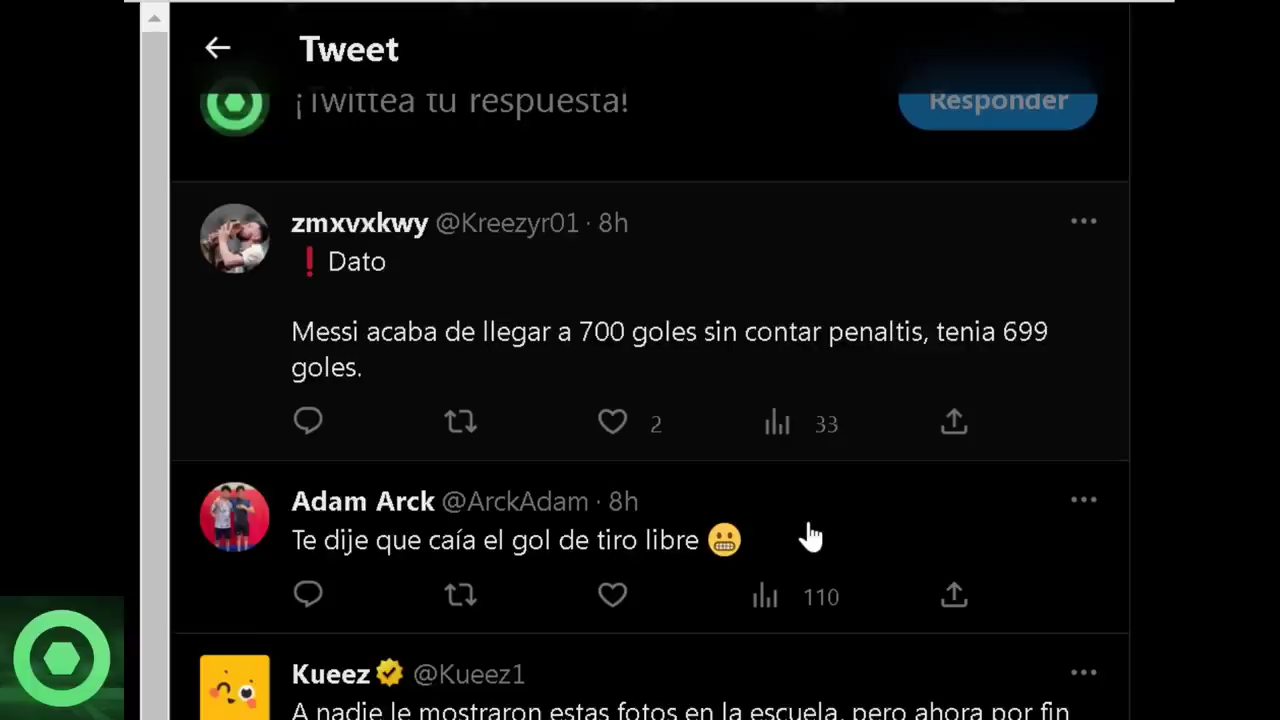 Tweet
¡Twittea tu respuesta!
Responder
zmxvxkwy @Kreezyr01 · 8h
❗ Dato
Messi acaba de llegar a 700 goles sin contar penaltis, tenia 699
goles.
2
33
Adam Arck @ArckAdam · 8h
Te dije que caía el gol de tiro libre 😬
110
Kueez @Kueez1
A nadie le mostraron estas fotos en la escuela, pero ahora por fin